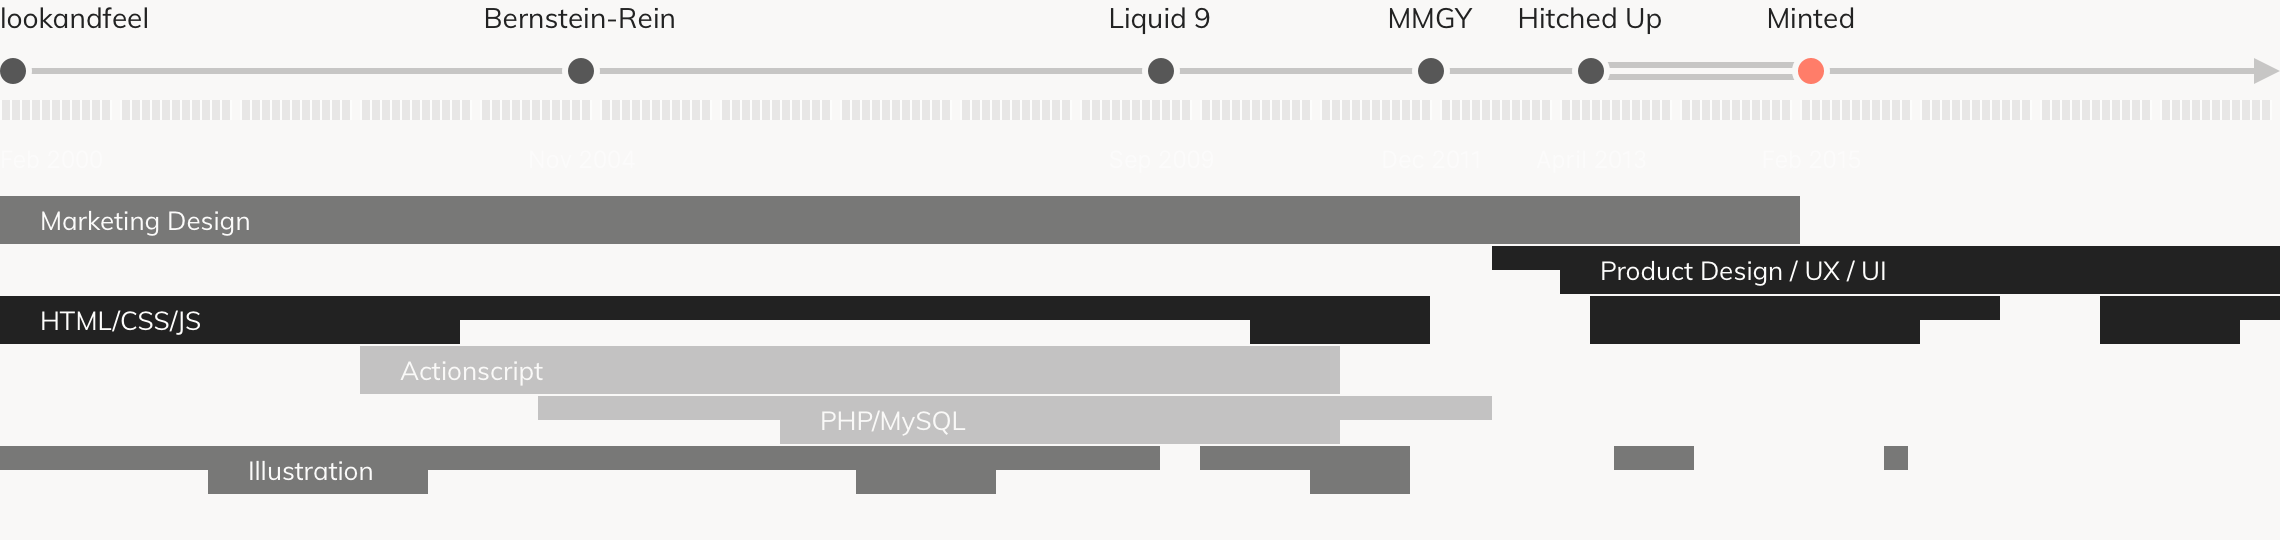 lookandfeel
Bernstein-Rein
Liquid 9
MMGY
Hitched Up
Minted
Feb 2000
Nov 2004
Sep 2009
Dec 2011
April 2013
Feb 2015
Marketing Design
Product Design / UX / UI
HTML/CSS/JS
Actionscript
PHP/MySQL
Illustration